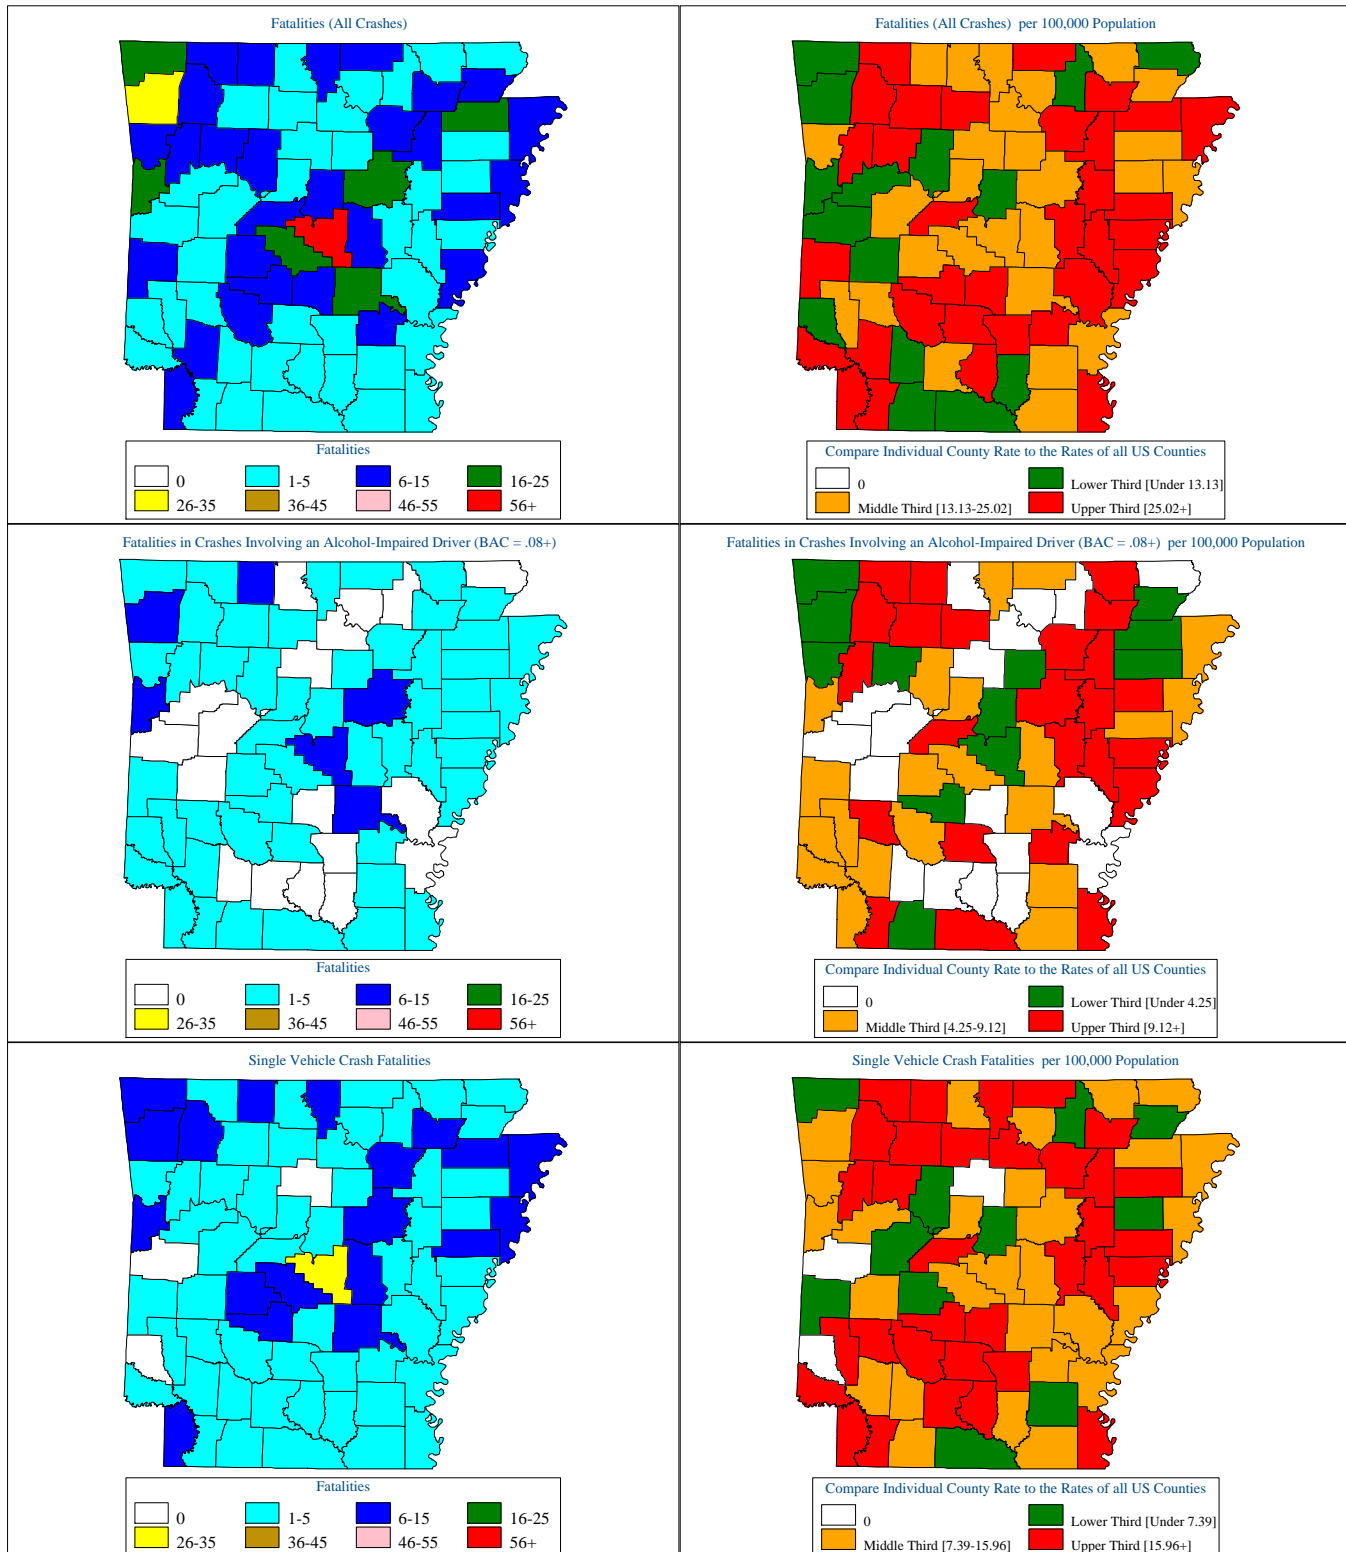 Fatalities (All Crashes)
0 1-5 6-15 16-25
26-35 36-45 46-55 56+
Fatalities
Fatalities (All Crashes) per 100,000 Population
Compare Individual County Rate to the Rates of all US Counties
0 Lower Third [Under 13.13]
Middle Third [13.13-25.02] Upper Third [25.02+]
Fatalities in Crashes Involving an Alcohol-Impaired Driver (BAC = .08+)
Fatalities
0 1-5 6-15 16-25
26-35 36-45 46-55 56+
Fatalities in Crashes Involving an Alcohol-Impaired Driver (BAC = .08+) per 100,000 Population
Compare Individual County Rate to the Rates of all US Counties
0 Lower Third [Under 4.25]
Middle Third [4.25-9.12] Upper Third [9.12+]
Single Vehicle Crash Fatalities
Fatalities
0 1-5 6-15 16-25
26-35 36-45 46-55 56+
Single Vehicle Crash Fatalities per 100,000 Population
Compare Individual County Rate to the Rates of all US Counties
0 Lower Third [Under 7.39]
Middle Third [7.39-15.96] Upper Third [15.96+]